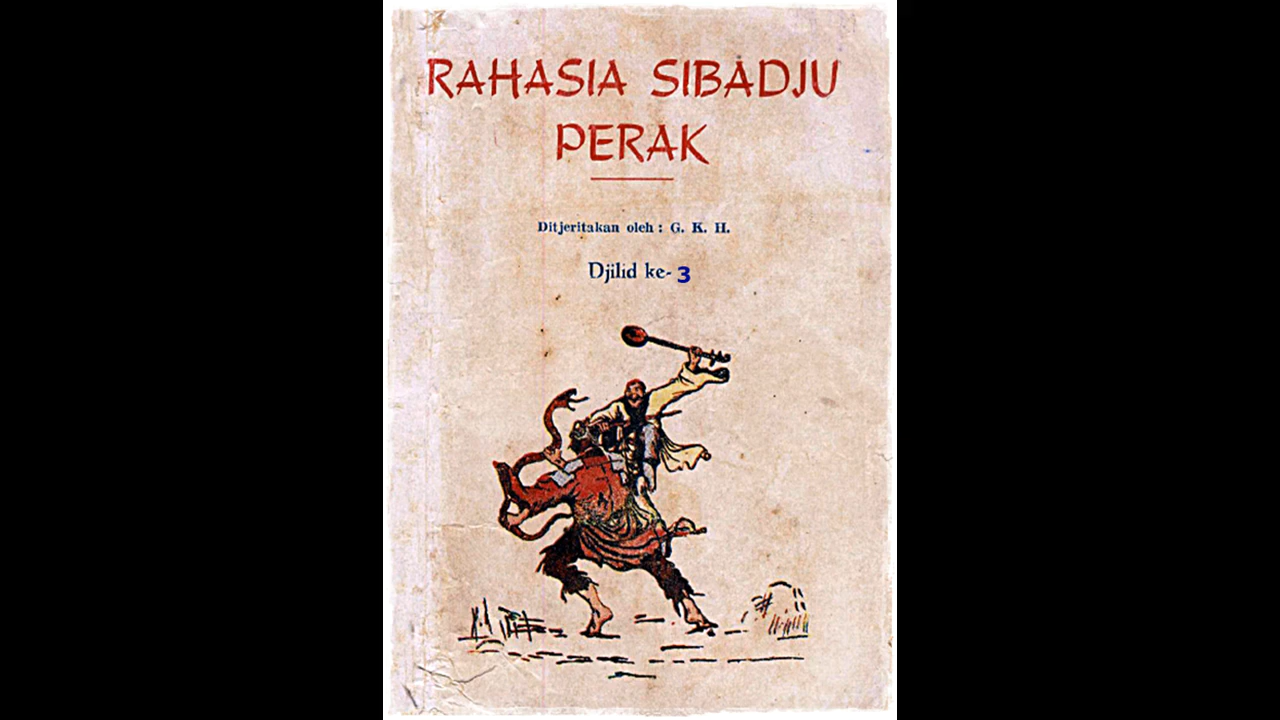 RAHASIA SIBADJU
PERAK
Ditjeritakan oleh : G. K. H.
Djilid ke- 3